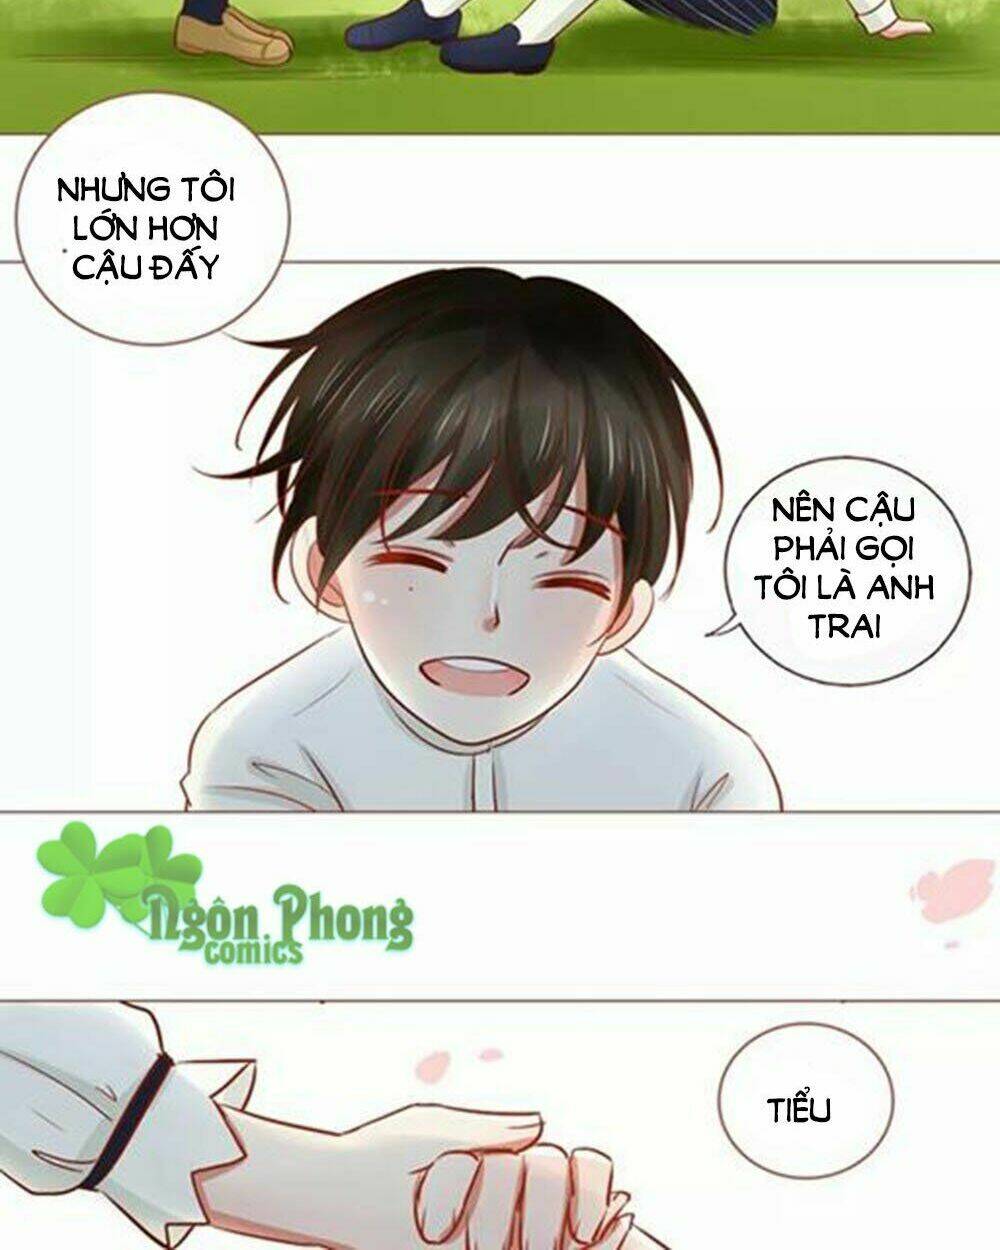 NHƯNG TÔI
LỚN HƠN
CẬU ĐẤY
NÊN CẬU
PHẢI GỌI
TÔI LÀ ANH
TRAI
Ngôn Phong
comics
TIỂU